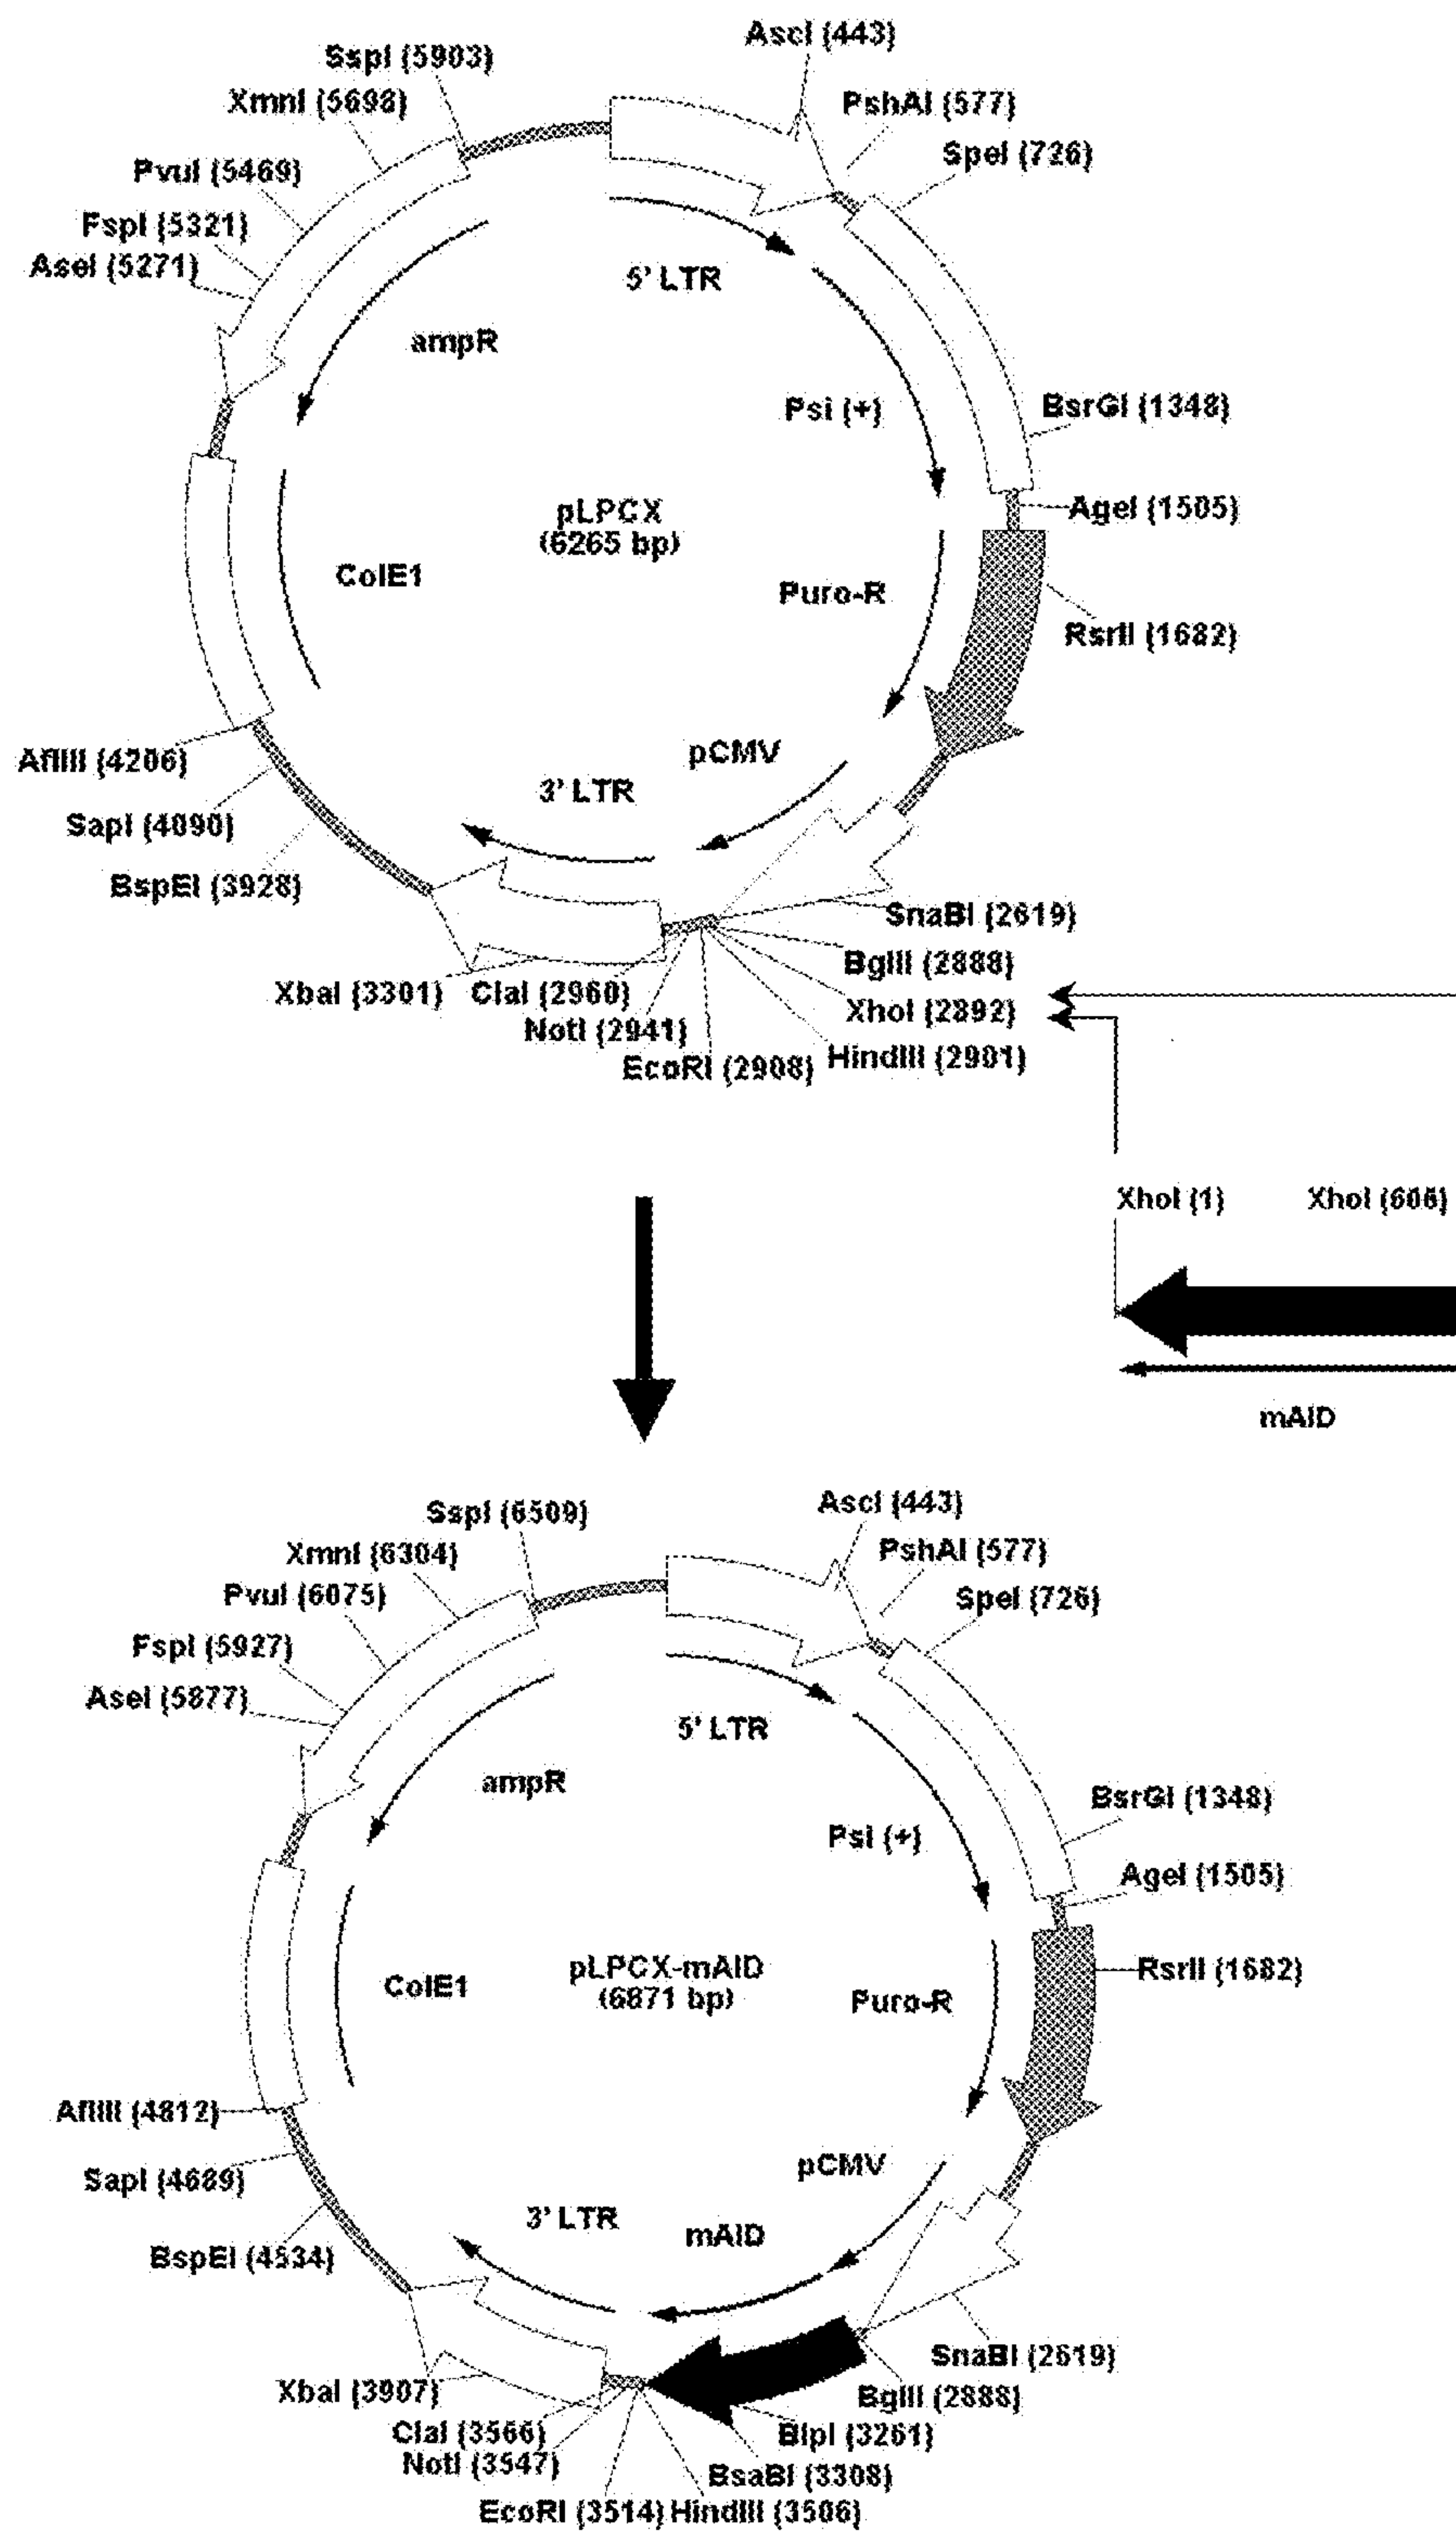 AscI (443)
SspI (5903)
XmnI (5698)
PshAI (577)
SpeI (726)
PvuI (5469)
FspI (5321)
AseI (5271)
5' LTR
ampR
Psi (+)
BsrGI (1348)
pLPCX
(6265 bp)
AgeI (1505)
ColE1
Puro-R
RsrII (1682)
pCMV
3' LTR
AflIII (4206)
SapI (4090)
BspEI (3928)
SnaBI (2619)
BglII (2888)
XbaI (3301)
ClaI (2960)
XhoI (2892)
NotI (2941)
EcoRI (2908)
HindIII (2901)
XhoI (1)
XhoI (606)
mAID
AscI (443)
SspI (6509)
XmnI (6304)
PshAI (577)
PvuI (6075)
SpeI (726)
FspI (5927)
AseI (5877)
5' LTR
ampR
BsrGI (1348)
Psi (+)
AgeI (1505)
pLPCX-mAID
(6871 bp)
ColE1
Puro-R
RsrII (1682)
AflIII (4812)
pCMV
SapI (4689)
3' LTR
mAID
BspEI (4534)
SnaBI (2619)
XbaI (3907)
BglII (2888)
ClaI (3566)
BlpI (3261)
NotI (3547)
BsaBI (3308)
EcoRI (3514)
HindIII (3506)